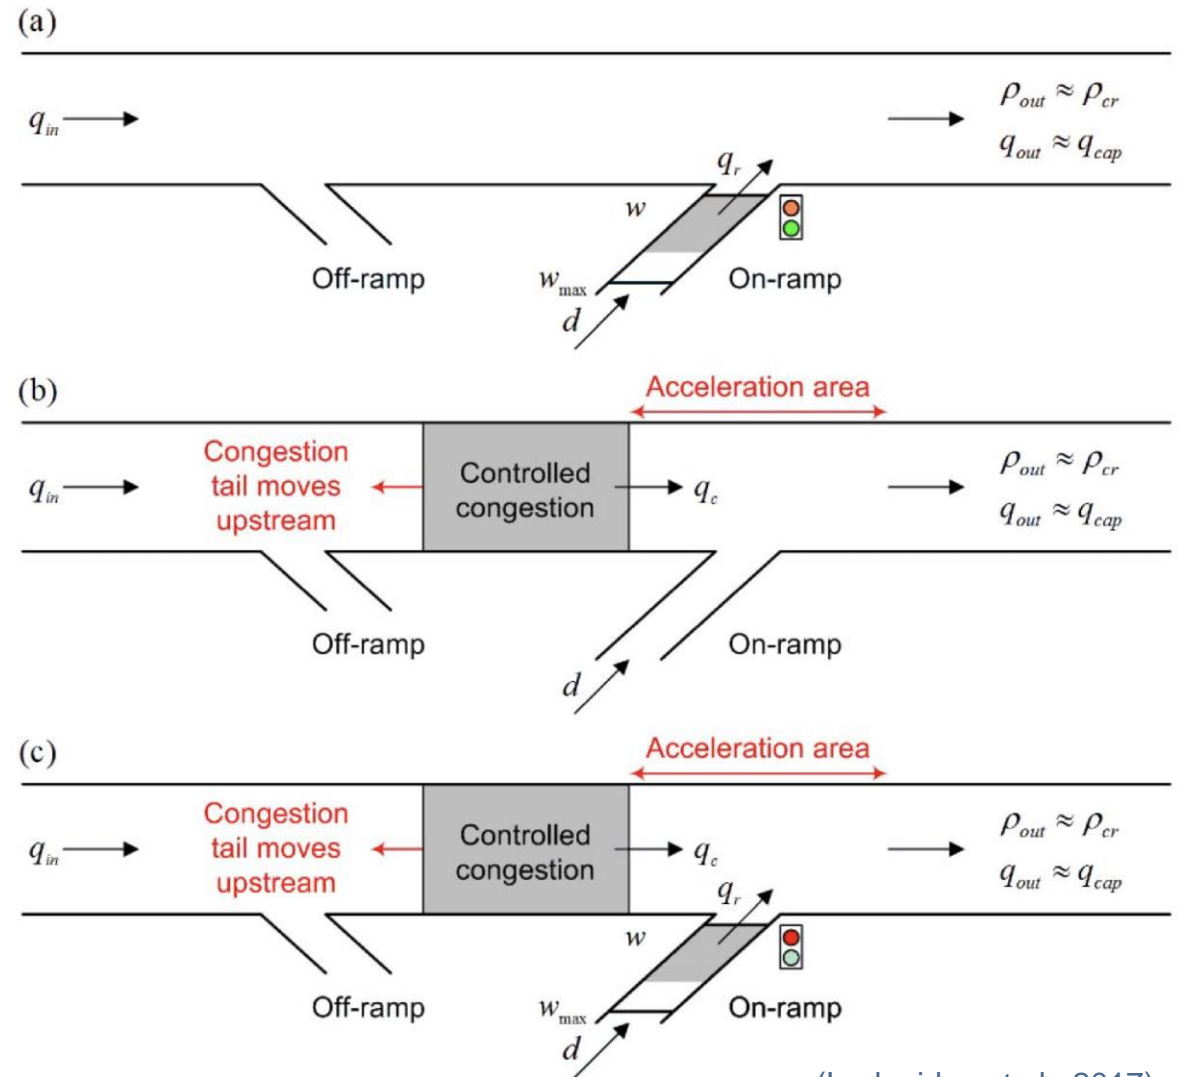 (a)
q_in
ρ_out ≈ ρ_cr
q_out ≈ q_cap
q_r
w
Off-ramp
w_max
On-ramp
d
(b)
Acceleration area
Congestion
tail moves
upstream
q_in
Controlled
congestion
q_c
ρ_out ≈ ρ_cr
q_out ≈ q_cap
Off-ramp
On-ramp
d
(c)
Acceleration area
Congestion
tail moves
upstream
q_in
Controlled
congestion
q_c
ρ_out ≈ ρ_cr
q_out ≈ q_cap
q_r
w
Off-ramp
w_max
On-ramp
d
2017)